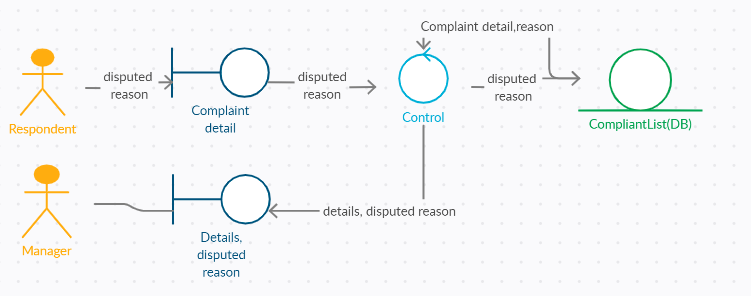 Complaint detail,reason
disputed
reason
disputed
reason
disputed
reason
Respondent
Complaint
detail
Control
CompliantList(DB)
details, disputed reason
Manager
Details,
disputed
reason